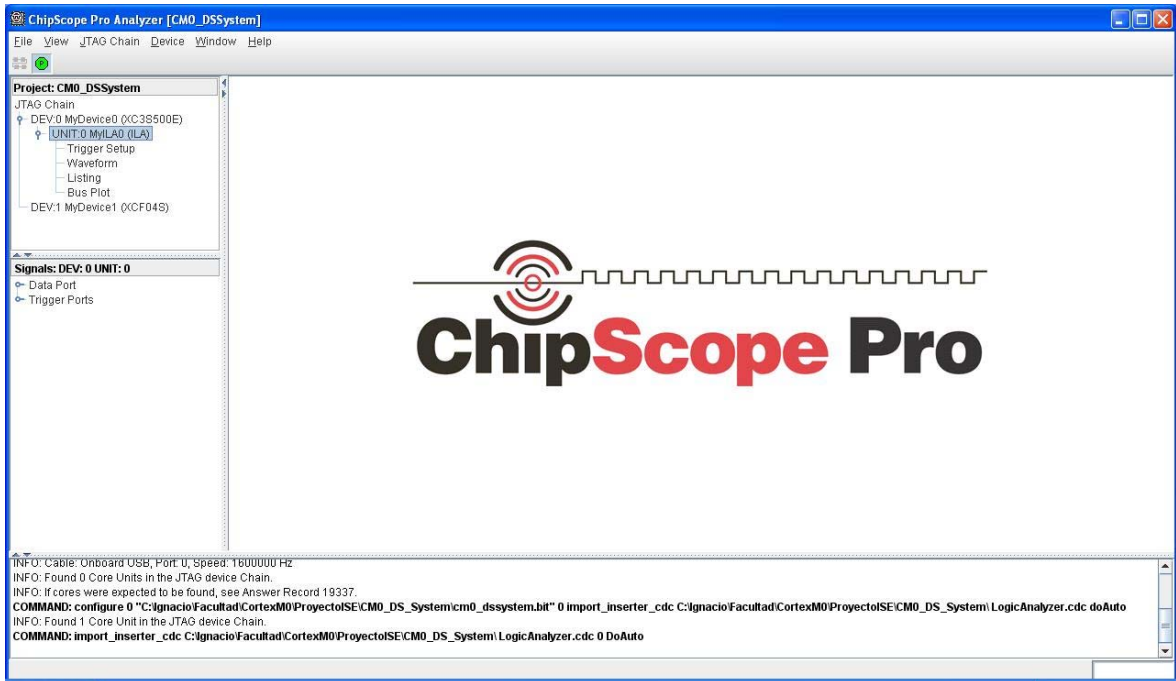 ChipScope Pro Analyzer [CM0_DSSystem]
File View JTAG Chain Device Window Help
Project: CM0_DSSystem
JTAG Chain
DEV:0 MyDevice0 (XC3S500E)
UNIT:0 MyILA0 (ILA)
Trigger Setup
Waveform
Listing
Bus Plot
DEV:1 MyDevice1 (XCF04S)
Signals: DEV: 0 UNIT: 0
Data Port
Trigger Ports
ChipScope Pro
INFO: Cable: Onboard USB, Port: 0, Speed: 1600000 Hz
INFO: Found 0 Core Units in the JTAG device Chain.
INFO: If cores were expected to be found, see Answer Record 19337.
COMMAND: configure 0 "C:\Ignacio\Facultad\CortexM0\ProyectoISE\CM0_DS_System\cm0_dssystem.bit" 0 import_inserter_cdc C:\Ignacio\Facultad\CortexM0\ProyectoISE\CM0_DS_System\ LogicAnalyzer.cdc doAuto
INFO: Found 1 Core Unit in the JTAG device Chain.
COMMAND: import_inserter_cdc C:\Ignacio\Facultad\CortexM0\ProyectoISE\CM0_DS_System\ LogicAnalyzer.cdc 0 DoAuto